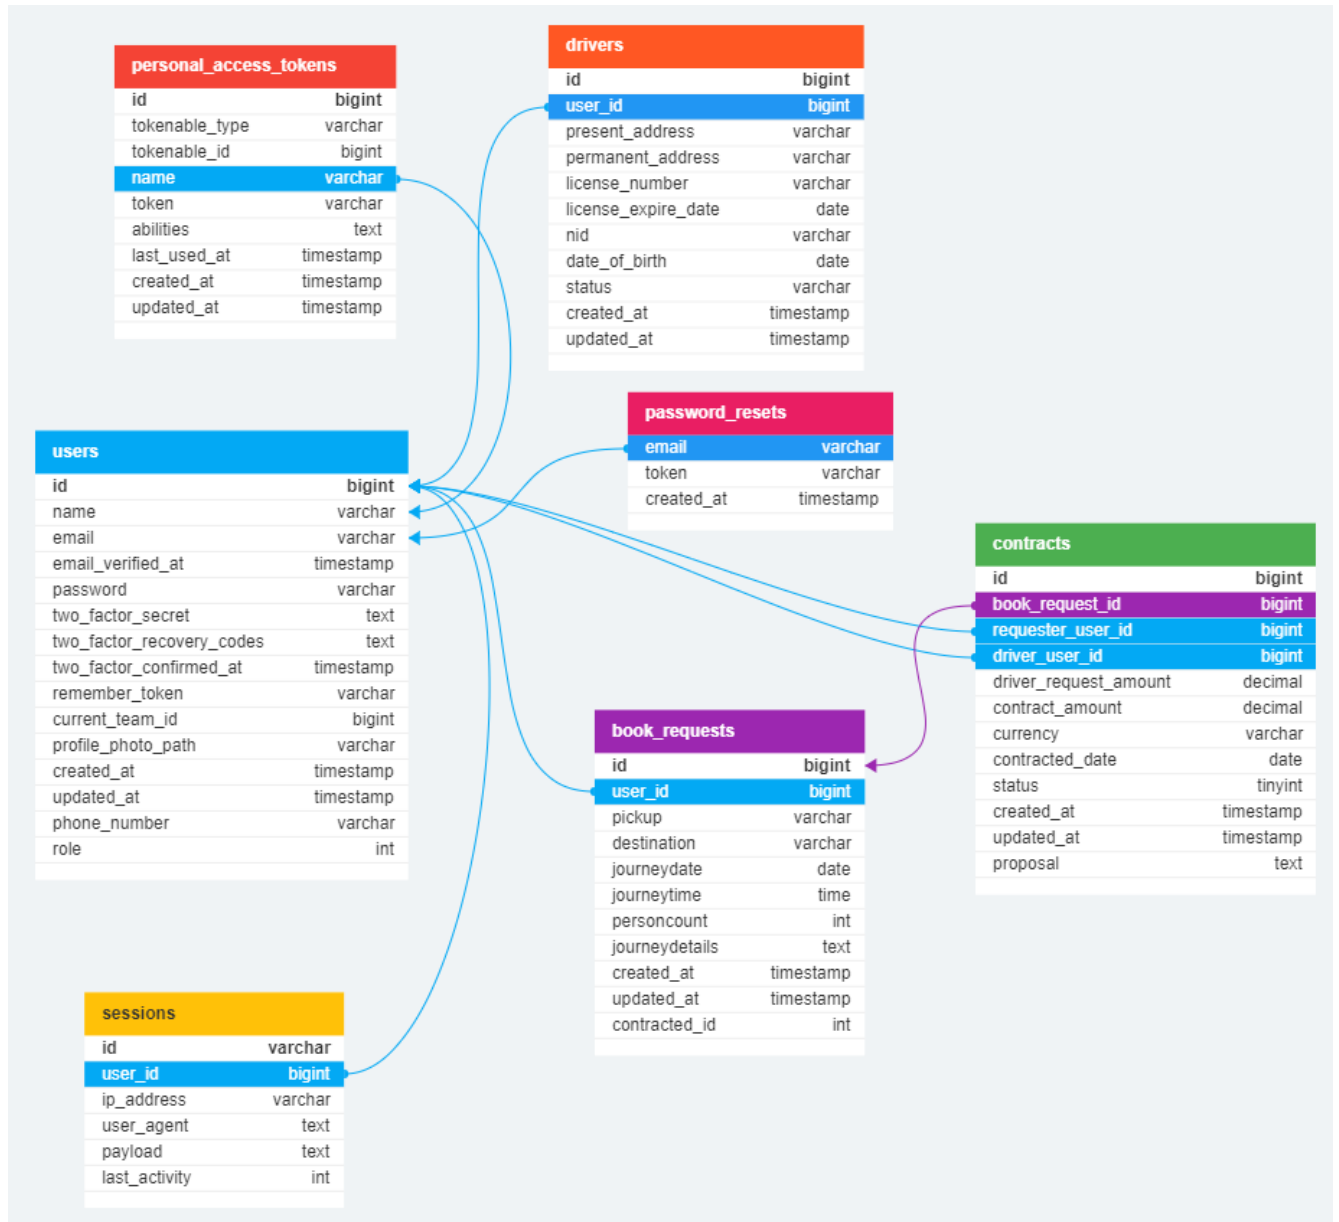 personal_access_tokens
id bigint
tokenable_type varchar
tokenable_id bigint
name varchar
token varchar
abilities text
last_used_at timestamp
created_at timestamp
updated_at timestamp
drivers
id bigint
user_id bigint
present_address varchar
permanent_address varchar
license_number varchar
license_expire_date date
nid varchar
date_of_birth date
status varchar
created_at timestamp
updated_at timestamp
password_resets
email varchar
token varchar
created_at timestamp
users
id bigint
name varchar
email varchar
email_verified_at timestamp
password varchar
two_factor_secret text
two_factor_recovery_codes text
two_factor_confirmed_at timestamp
remember_token varchar
current_team_id bigint
profile_photo_path varchar
created_at timestamp
updated_at timestamp
phone_number varchar
role int
contracts
id bigint
book_request_id bigint
requester_user_id bigint
driver_user_id bigint
driver_request_amount decimal
contract_amount decimal
currency varchar
contracted_date date
status tinyint
created_at timestamp
updated_at timestamp
proposal text
book_requests
id bigint
user_id bigint
pickup varchar
destination varchar
journeydate date
journeytime time
personcount int
journeydetails text
created_at timestamp
updated_at timestamp
contracted_id int
sessions
id varchar
user_id bigint
ip_address varchar
user_agent text
payload text
last_activity int